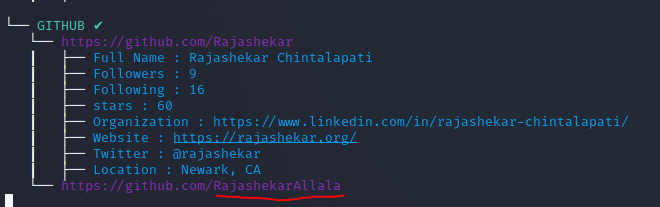 GITHUB ✔
https://github.com/Rajashekar
Full Name : Rajashekar Chintalapati
Followers : 9
Following : 16
stars : 60
Organization : https://www.linkedin.com/in/rajashekar-chintalapati/
Website : https://rajashekar.org/
Twitter : @rajashekar
Location : Newark, CA
https://github.com/RajashekarAllala